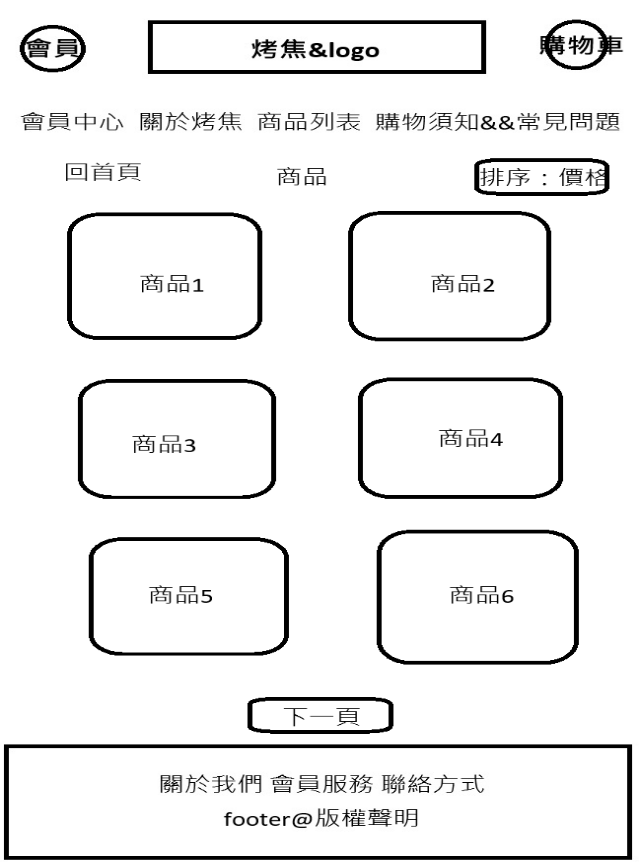 會員 烤焦&logo 購物車
會員中心 關於烤焦 商品列表 購物須知&&常見問題
回首頁 商品 排序：價格
商品1 商品2
商品3 商品4
商品5 商品6
下一頁
關於我們 會員服務 聯絡方式
footer@版權聲明